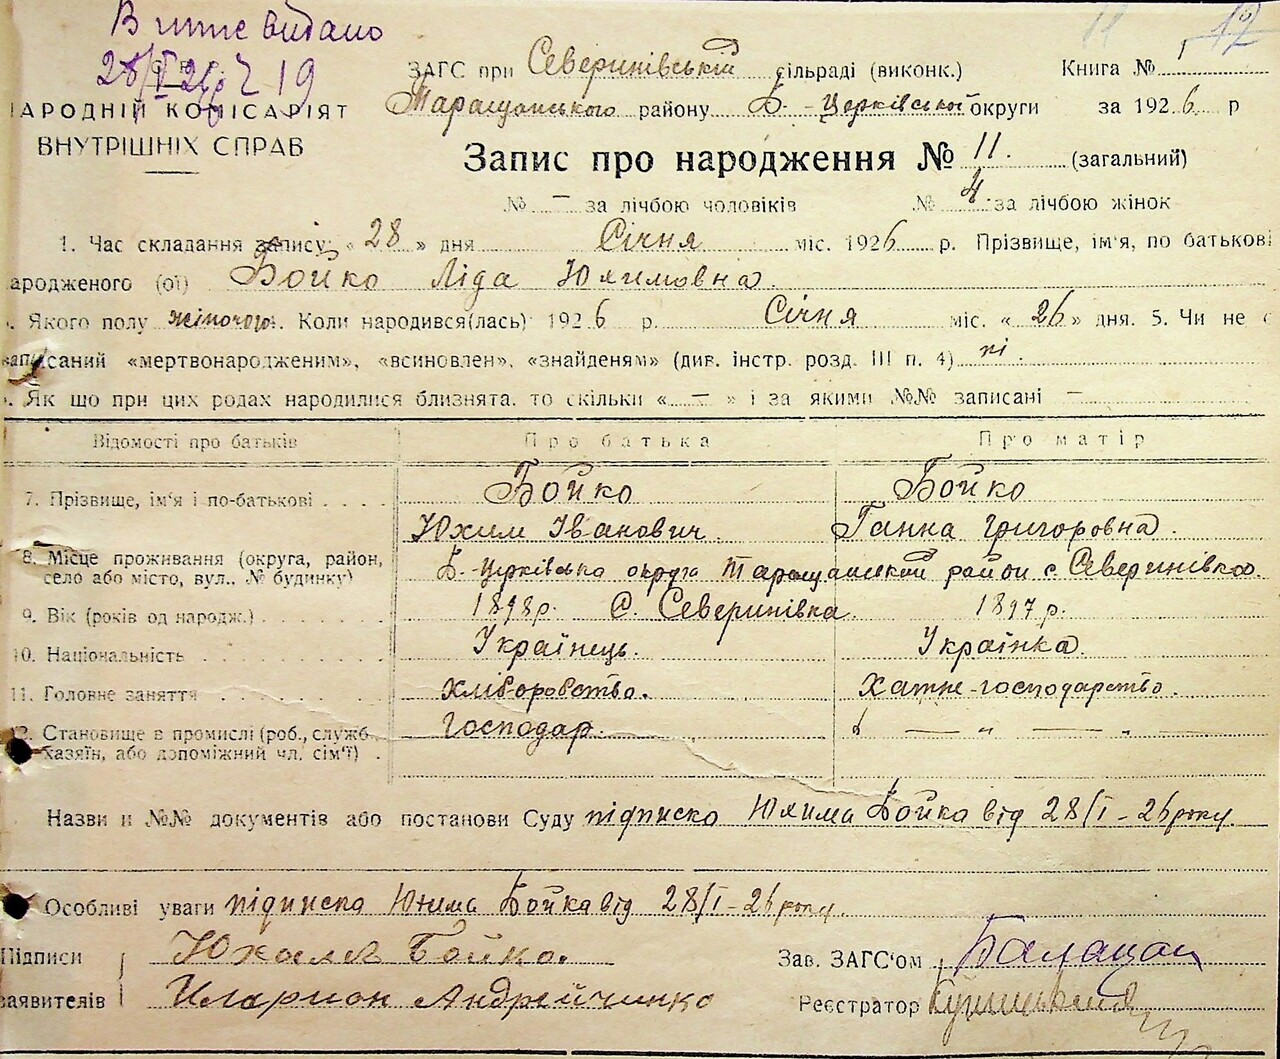 Виппс видано
28/I 26 р № 19
ЗАГС при Северинівській сільраді (виконк.) Книга № 1
НАРОДНІЙ КОМІСАРІЯТ Таращанського району Б.-Церківської округи за 1926 р
ВНУТРІШНІХ СПРАВ
Запис про народження № 11. (загальний)
№ – за лічбою чоловіків № 4 за лічбою жінок
1. Час складання запису: «28» дня Січня міс. 1926 р. Прізвище, ім'я, по батькові
ародженого (ої) Бойко Ліда Юхимовна.
Якого полу жіночого. Коли народився(лась) 1926 р. Січня міс. «26» дня. 5. Чи не є
записаний «мертвонародженим», «всиновлен», «знайденям» (див. інстр. розд. III п. 4) ні.
Як що при цих родах народилися близнята, то скільки « – » і за якими №№ записані –
Відомості про батьків Про батька Про матір
7. Прізвище, ім'я і по-батькові Бойко Бойко
Юхим Іванович. Ганна Григоровна.
8. Місце проживання (округа, район, село або місто, вул., № будинку) Б.-Церківська округа Таращанський район с. Северинівка.
9. Вік (років од народж.) 1898 р. С. Северинівка. 1897 р.
10. Національність Українець. Українка.
11. Головне заняття хліборобство. Хатнє-господарство.
12. Становище в промислі (роб., службо., хазяїн, або допоміжний чл. сім'ї) Господар. – " – "
Назви и №№ документів або постанови Суду підписка Юхима Бойка від 28/I – 26 року.
Особливі уваги підписка Юхима Бойка від 28/I – 26 року.
Підписи Юхале Бойко. Зав. ЗАГС'ом
заявителів Иларион Андрейченко Реєстратор